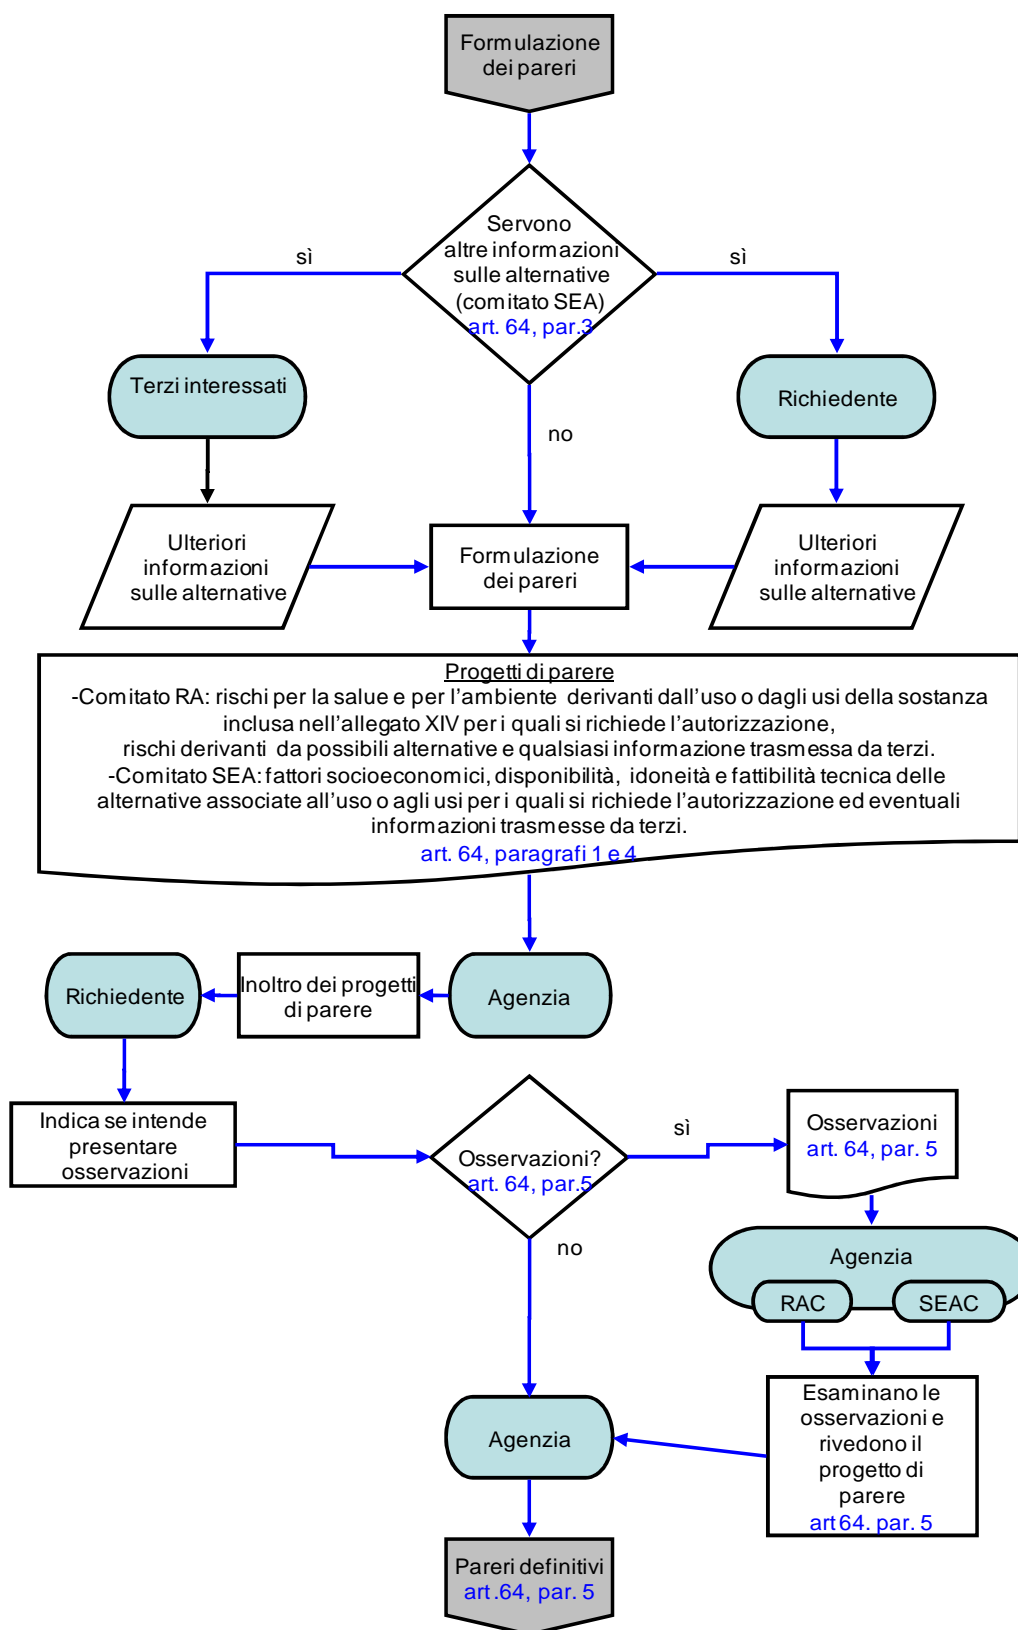 Formulazione
dei pareri
Servono
altre informazioni
sulle alternative
(comitato SEA)
art. 64, par.3
sì
sì
Terzi interessati
Richiedente
no
Ulteriori
informazioni
sulle alternative
Formulazione
dei pareri
Ulteriori
informazioni
sulle alternative
Progetti di parere
-Comitato RA: rischi per la salue e per l'ambiente derivanti dall'uso o dagli usi della sostanza
inclusa nell'allegato XIV per i quali si richiede l'autorizzazione,
rischi derivanti da possibili alternative e qualsiasi informazione trasmessa da terzi.
-Comitato SEA: fattori socioeconomici, disponibilità, idoneità e fattibilità tecnica delle
alternative associate all'uso o agli usi per i quali si richiede l'autorizzazione ed eventuali
informazioni trasmesse da terzi.
art. 64, paragrafi 1 e 4
Richiedente
Inoltro dei progetti
di parere
Agenzia
Indica se intende
presentare
osservazioni
Osservazioni?
art. 64, par.5
sì
Osservazioni
art. 64, par. 5
no
Agenzia
RAC
SEAC
Esaminano le
osservazioni e
rivedono il
progetto di
parere
art 64. par. 5
Agenzia
Pareri definitivi
art .64, par. 5